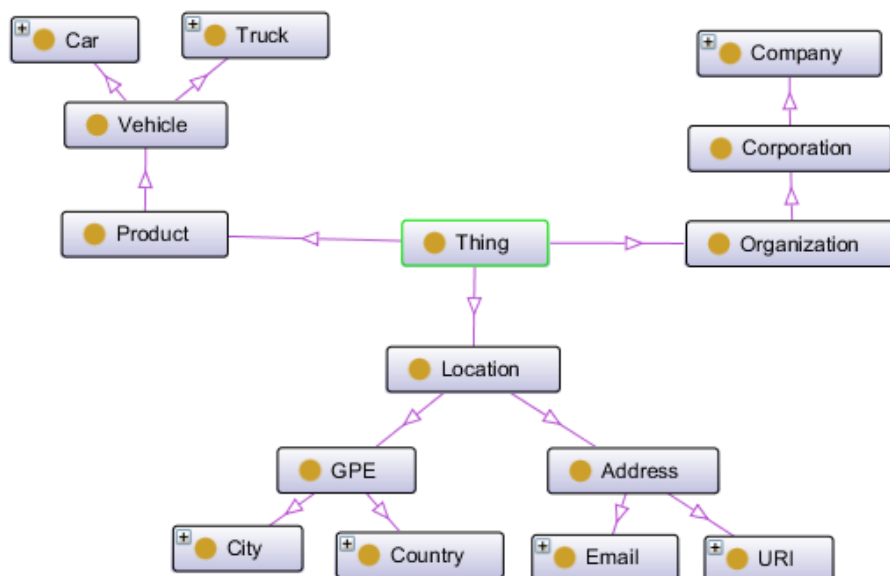 Car
Truck
Company
Vehicle
Corporation
Product
Thing
Organization
Location
GPE
Address
City
Country
Email
URI